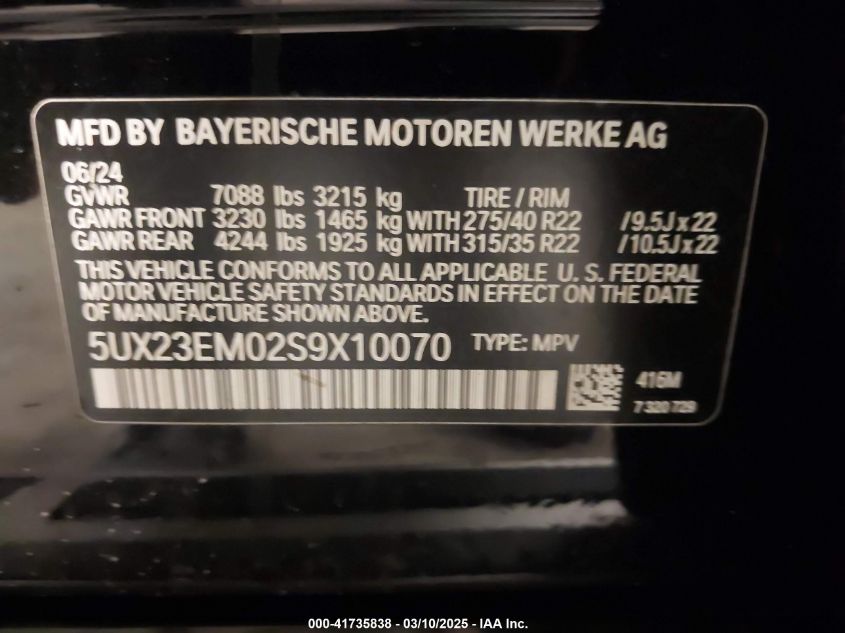 MFD BY BAYERISCHE MOTOREN WERKE AG
06/24
GVWR 7088 lbs 3215 kg TIRE / RIM
GAWR FRONT 3230 lbs 1465 kg WITH 275/40 R22 /9.5J x 22
GAWR REAR 4244 lbs 1925 kg WITH 315/35 R22 /10.5J x 22
THIS VEHICLE CONFORMS TO ALL APPLICABLE U. S. FEDERAL
MOTOR VEHICLE SAFETY STANDARDS IN EFFECT ON THE DATE
OF MANUFACTURE SHOWN ABOVE.
5UX23EM02S9X10070 TYPE: MPV
416M
7 320 729
000-41735838 - 03/10/2025 - IAA Inc.